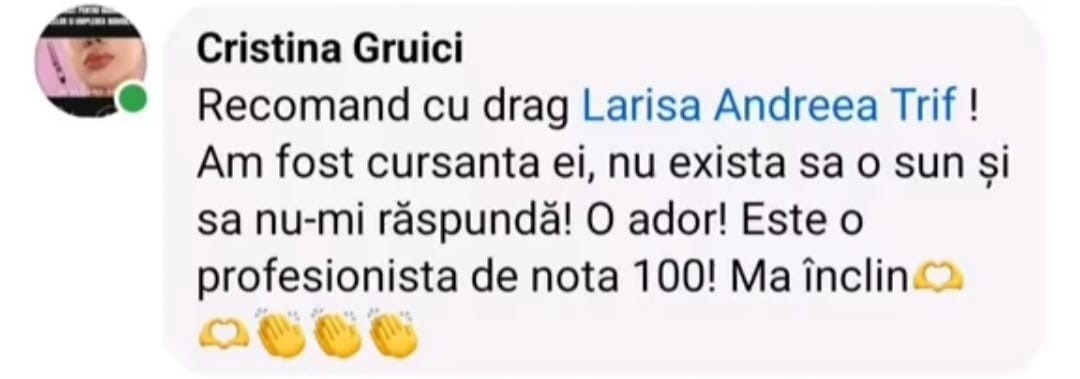 Cristina Gruici
Recomand cu drag Larisa Andreea Trif !
Am fost cursanta ei, nu exista sa o sun și
sa nu-mi răspundă! O ador! Este o
profesionista de nota 100! Ma înclin🫶
🫶👏👏👏